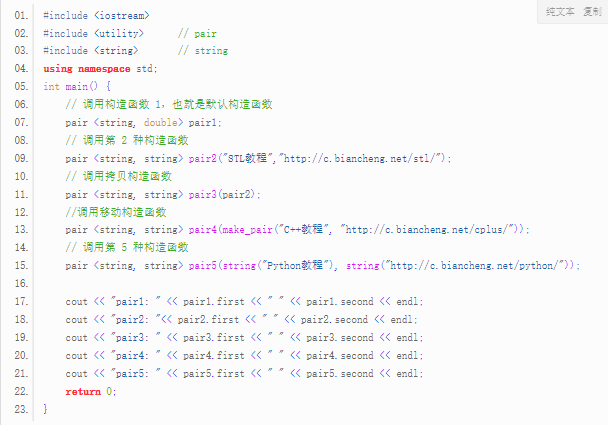 纯文本 复制
01. #include <iostream>
02. #include <utility>      // pair
03. #include <string>       // string
04. using namespace std;
05. int main() {
06.     // 调用构造函数 1，也就是默认构造函数
07.     pair <string, double> pair1;
08.     // 调用第 2 种构造函数
09.     pair <string, string> pair2("STL教程","http://c.biancheng.net/stl/");
10.     // 调用拷贝构造函数
11.     pair <string, string> pair3(pair2);
12.     //调用移动构造函数
13.     pair <string, string> pair4(make_pair("C++教程", "http://c.biancheng.net/cplus/"));
14.     // 调用第 5 种构造函数
15.     pair <string, string> pair5(string("Python教程"), string("http://c.biancheng.net/python/"));
16.
17.     cout << "pair1: " << pair1.first << " " << pair1.second << endl;
18.     cout << "pair2: "<< pair2.first << " " << pair2.second << endl;
19.     cout << "pair3: " << pair3.first << " " << pair3.second << endl;
20.     cout << "pair4: " << pair4.first << " " << pair4.second << endl;
21.     cout << "pair5: " << pair5.first << " " << pair5.second << endl;
22.     return 0;
23. }